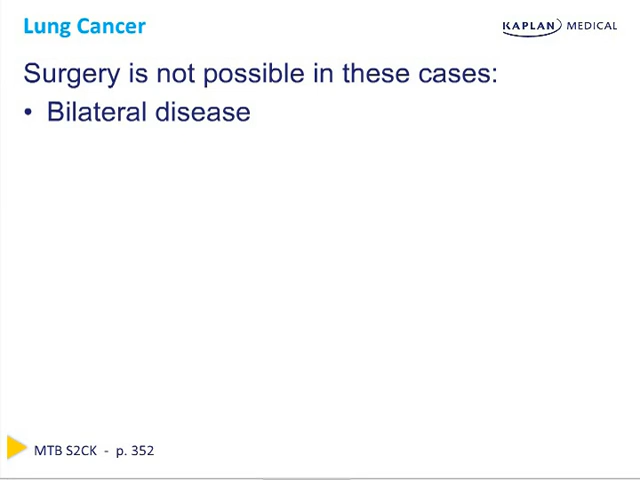 Lung Cancer
KAPLAN MEDICAL
Surgery is not possible in these cases:
• Bilateral disease
MTB S2CK - p. 352